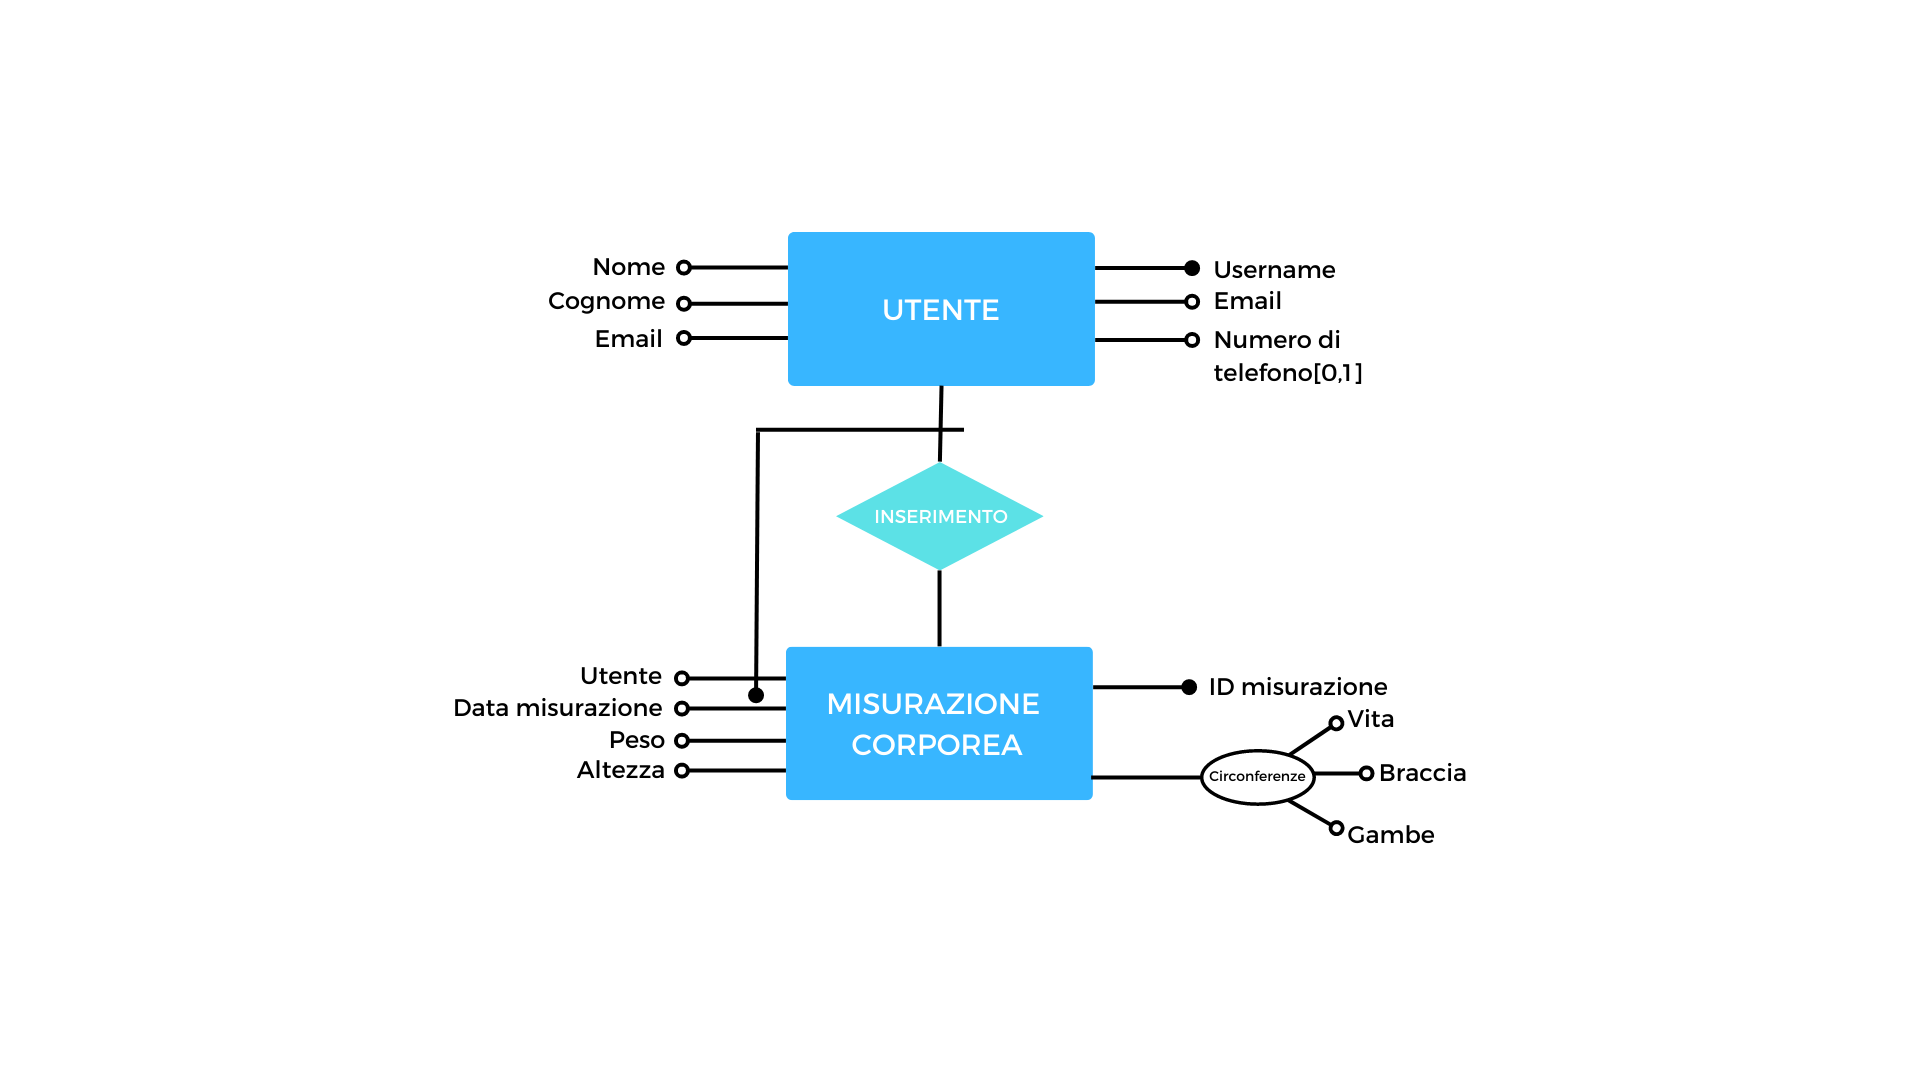 Nome
Cognome
Email
UTENTE
Username
Email
Numero di
telefono[0,1]
INSERIMENTO
Utente
Data misurazione
Peso
Altezza
MISURAZIONE
CORPOREA
ID misurazione
Vita
Circonferenze
Braccia
Gambe